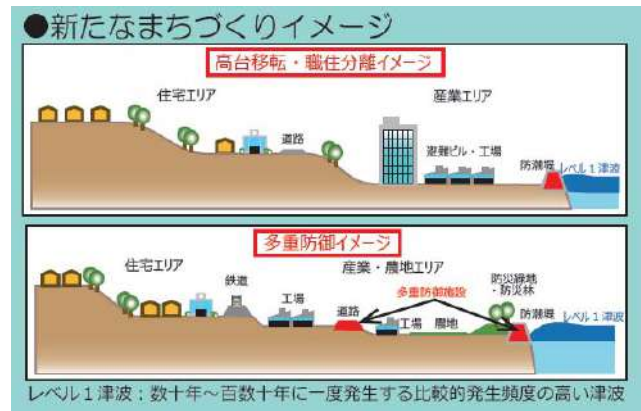 ●新たなまちづくりイメージ
高台移転・職住分離イメージ
住宅エリア
産業エリア
道路
避難ビル・工場
防潮堤
レベル1津波
多重防御イメージ
住宅エリア
産業・農地エリア
鉄道
工場
道路
多重防御施設
工場
農地
防災緑地
・防災林
防潮堤
レベル1津波
レベル1津波:数十年~百数十年に一度発生する比較的発生頻度の高い津波